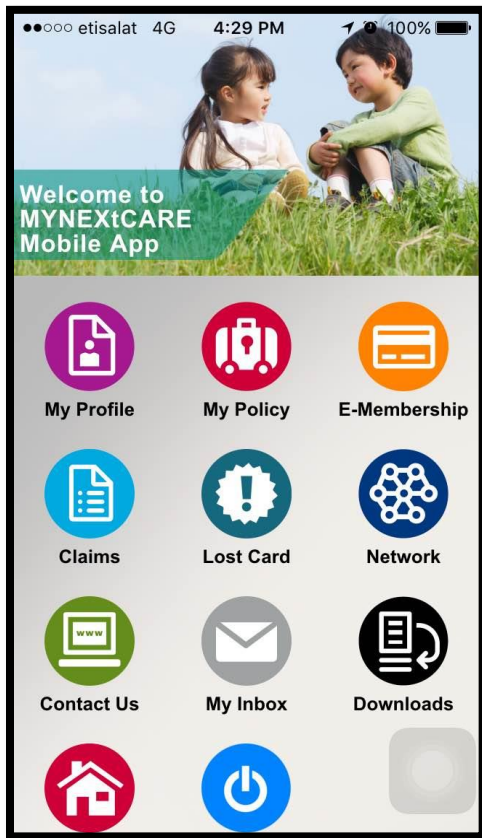 etisalat 4G 4:29 PM 100%
Welcome to
MYNEXtCARE
Mobile App
My Profile My Policy E-Membership
Claims Lost Card Network
www
Contact Us My Inbox Downloads